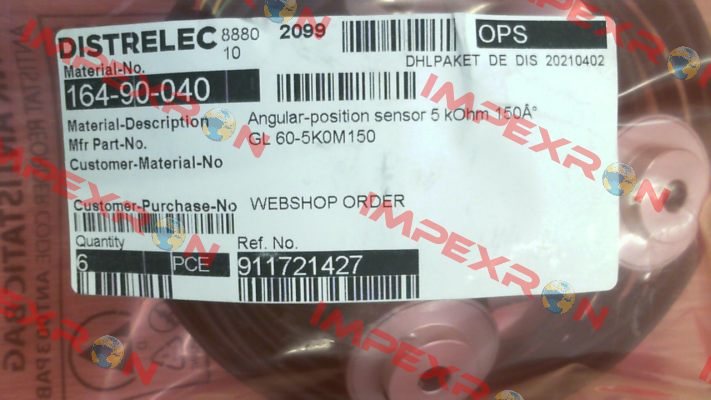 DISTRELEC 8880 2099 OPS
10
DHLPAKET DE DIS 20210402
Material-No.
164-90-040
Material-Description Angular-position sensor 5 kOhm 150Â°
Mfr Part-No. GL 60-5K0M150
Customer-Material-No
Customer-Purchase-No WEBSHOP ORDER
Quantity Ref. No.
6 PCE 911721427
IMPEXRON
IMPEXRON
IMPEXRON
IMPEXRON